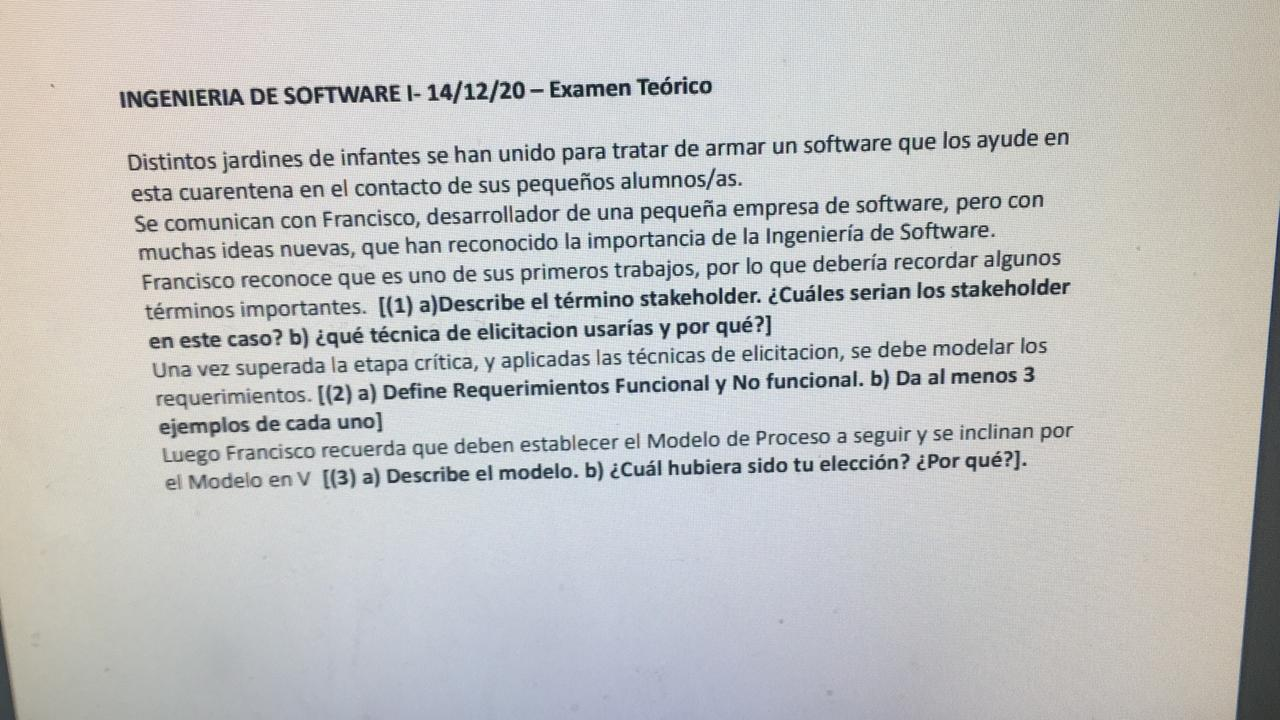 INGENIERIA DE SOFTWARE I- 14/12/20 – Examen Teórico
Distintos jardines de infantes se han unido para tratar de armar un software que los ayude en
esta cuarentena en el contacto de sus pequeños alumnos/as.
Se comunican con Francisco, desarrollador de una pequeña empresa de software, pero con
muchas ideas nuevas, que han reconocido la importancia de la Ingeniería de Software.
Francisco reconoce que es uno de sus primeros trabajos, por lo que debería recordar algunos
términos importantes. [(1) a)Describe el término stakeholder. ¿Cuáles serian los stakeholder
en este caso? b) ¿qué técnica de elicitacion usarías y por qué?]
Una vez superada la etapa crítica, y aplicadas las técnicas de elicitacion, se debe modelar los
requerimientos. [(2) a) Define Requerimientos Funcional y No funcional. b) Da al menos 3
ejemplos de cada uno]
Luego Francisco recuerda que deben establecer el Modelo de Proceso a seguir y se inclinan por
el Modelo en V [(3) a) Describe el modelo. b) ¿Cuál hubiera sido tu elección? ¿Por qué?].